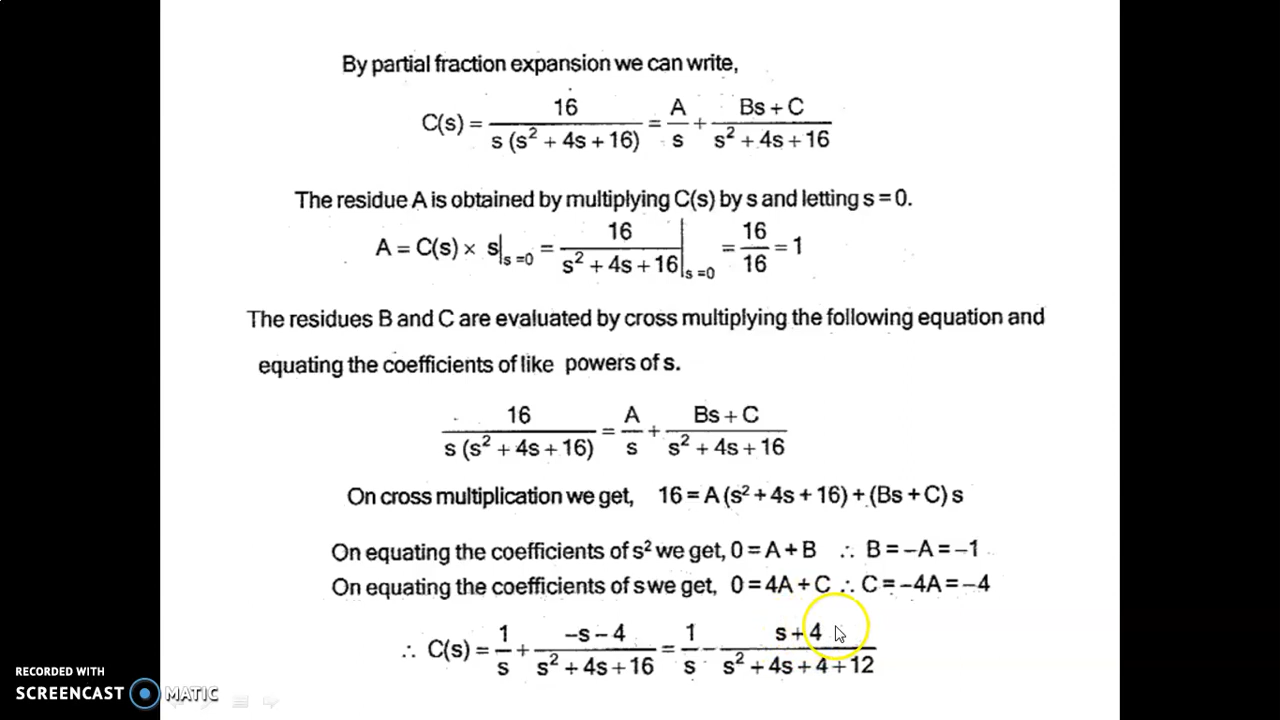 By partial fraction expansion we can write,
C(s) = 16 / s (s² + 4s + 16) = A / s + Bs + C / s² + 4s + 16
The residue A is obtained by multiplying C(s) by s and letting s = 0.
A = C(s) × s|s =0 = 16 / s² + 4s + 16 |s =0 = 16 / 16 = 1
The residues B and C are evaluated by cross multiplying the following equation and
equating the coefficients of like powers of s.
16 / s (s² + 4s + 16) = A / s + Bs + C / s² + 4s + 16
On cross multiplication we get, 16 = A (s² + 4s + 16) + (Bs + C) s
On equating the coefficients of s² we get, 0 = A + B ∴ B = –A = –1
On equating the coefficients of s we get, 0 = 4A + C ∴ C = –4A = –4
∴ C(s) = 1 / s + –s – 4 / s² + 4s + 16 = 1 / s – s + 4 / s² + 4s + 4 + 12
RECORDED WITH
SCREENCAST MATIC